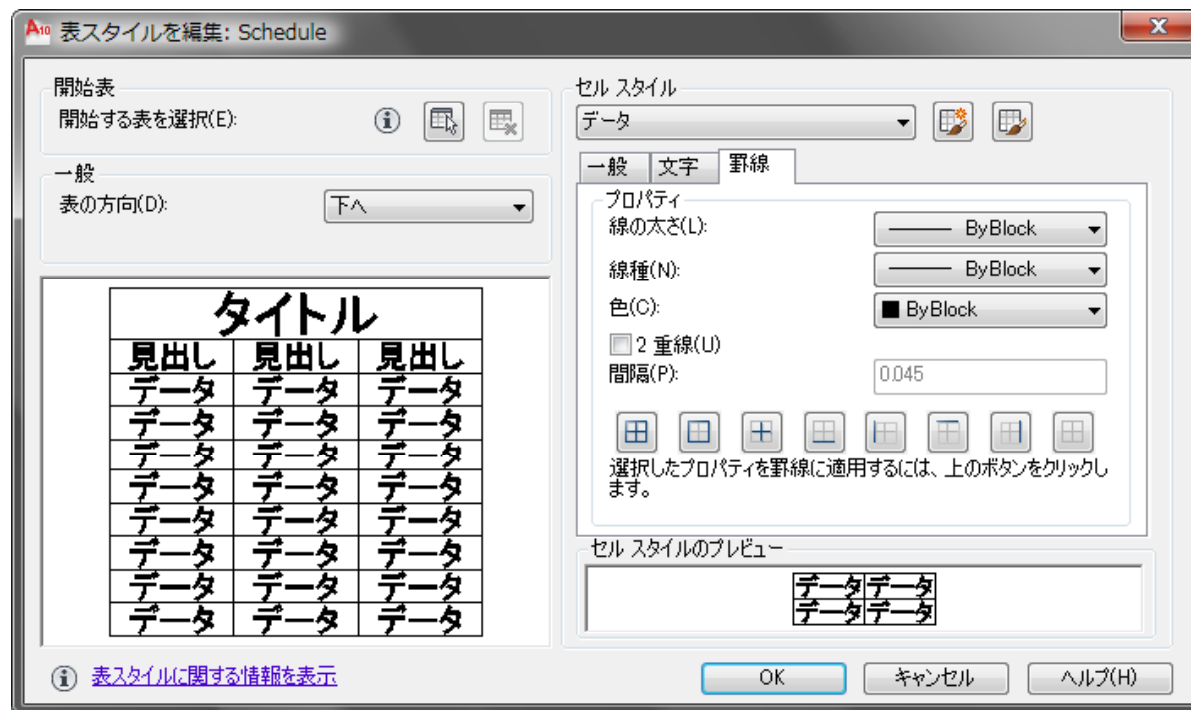 A10 表スタイルを編集: Schedule
開始表
開始する表を選択(E):
一般
表の方向(D):
下へ
タイトル
見出し 見出し 見出し
データ データ データ
データ データ データ
データ データ データ
データ データ データ
データ データ データ
データ データ データ
データ データ データ
データ データ データ
表スタイルに関する情報を表示
セル スタイル
データ
一般 文字 罫線
プロパティ
線の太さ(L): ByBlock
線種(N): ByBlock
色(C): ByBlock
2 重線(U)
間隔(P): 0.045
選択したプロパティを罫線に適用するには、上のボタンをクリックし
ます。
セル スタイルのプレビュー
データ データ
データ データ
OK キャンセル ヘルプ(H)